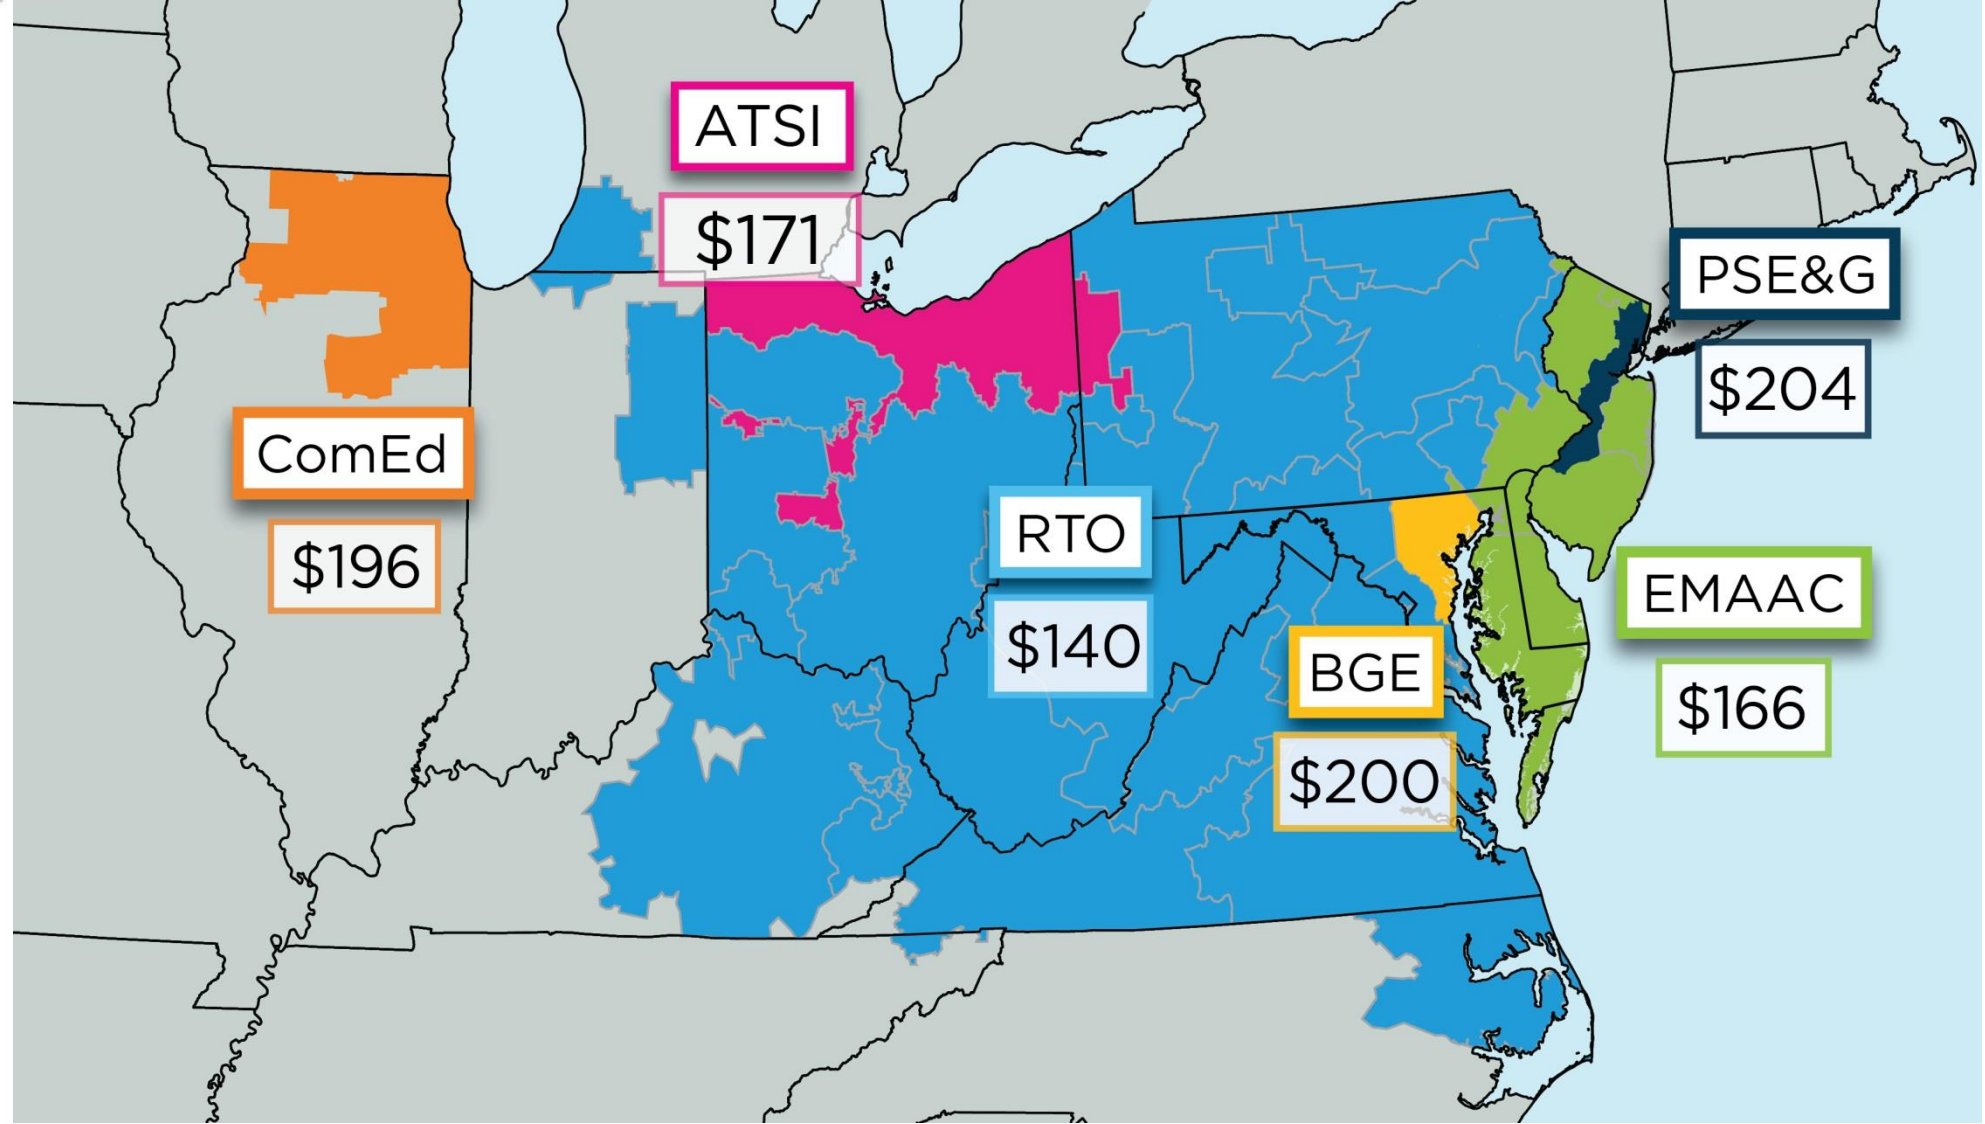 ATSI
$171
PSE&G
$204
ComEd
$196
RTO
$140
EMAAC
$166
BGE
$200